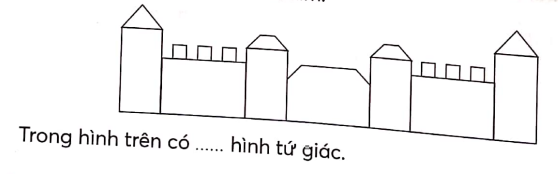 Trong hình trên có ...... hình tứ giác.